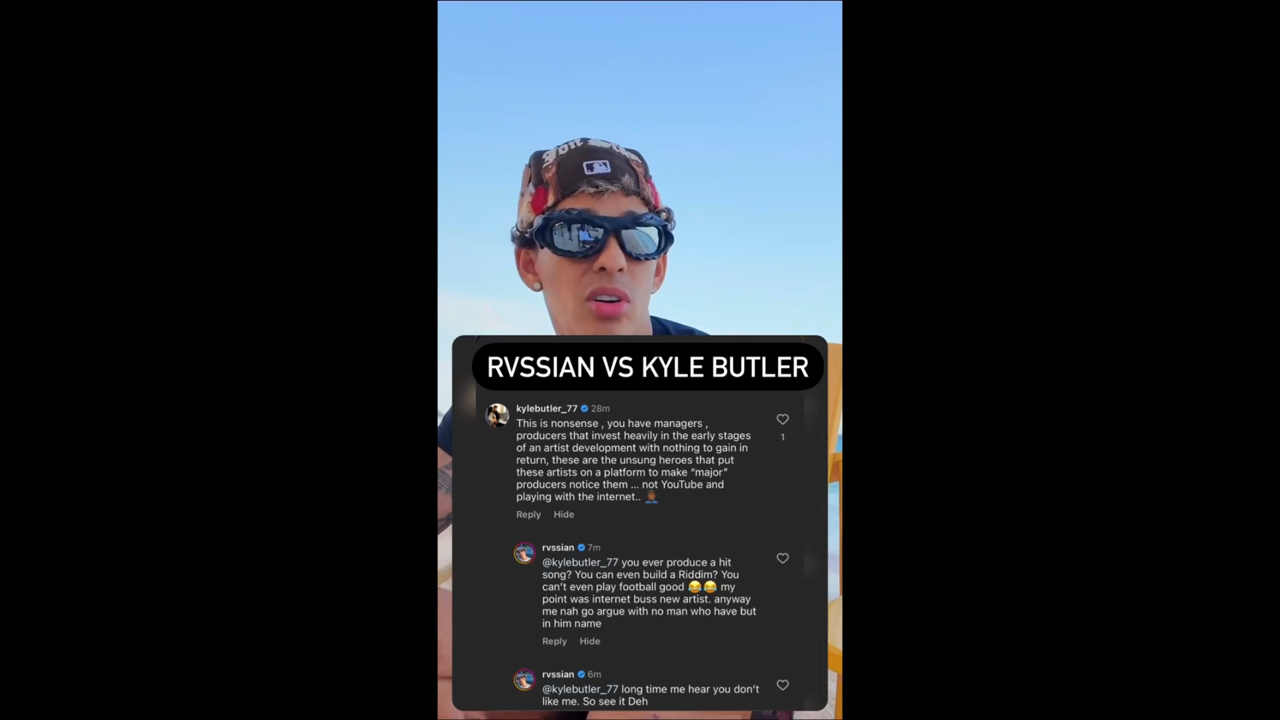 RVSSIAN VS KYLE BUTLER
kylebutler_77 28m
This is nonsense , you have managers ,
producers that invest heavily in the early stages
of an artist development with nothing to gain in
return, these are the unsung heroes that put
these artists on a platform to make “major”
producers notice them ... not YouTube and
playing with the internet..
1
Reply Hide
rvssian 7m
@kylebutler_77 you ever produce a hit
song? You can even build a Riddim? You
can’t even play football good 😂😂 my
point was internet buss new artist. anyway
me nah go argue with no man who have but
in him name
Reply Hide
rvssian 6m
@kylebutler_77 long time me hear you don’t
like me. So see it Deh